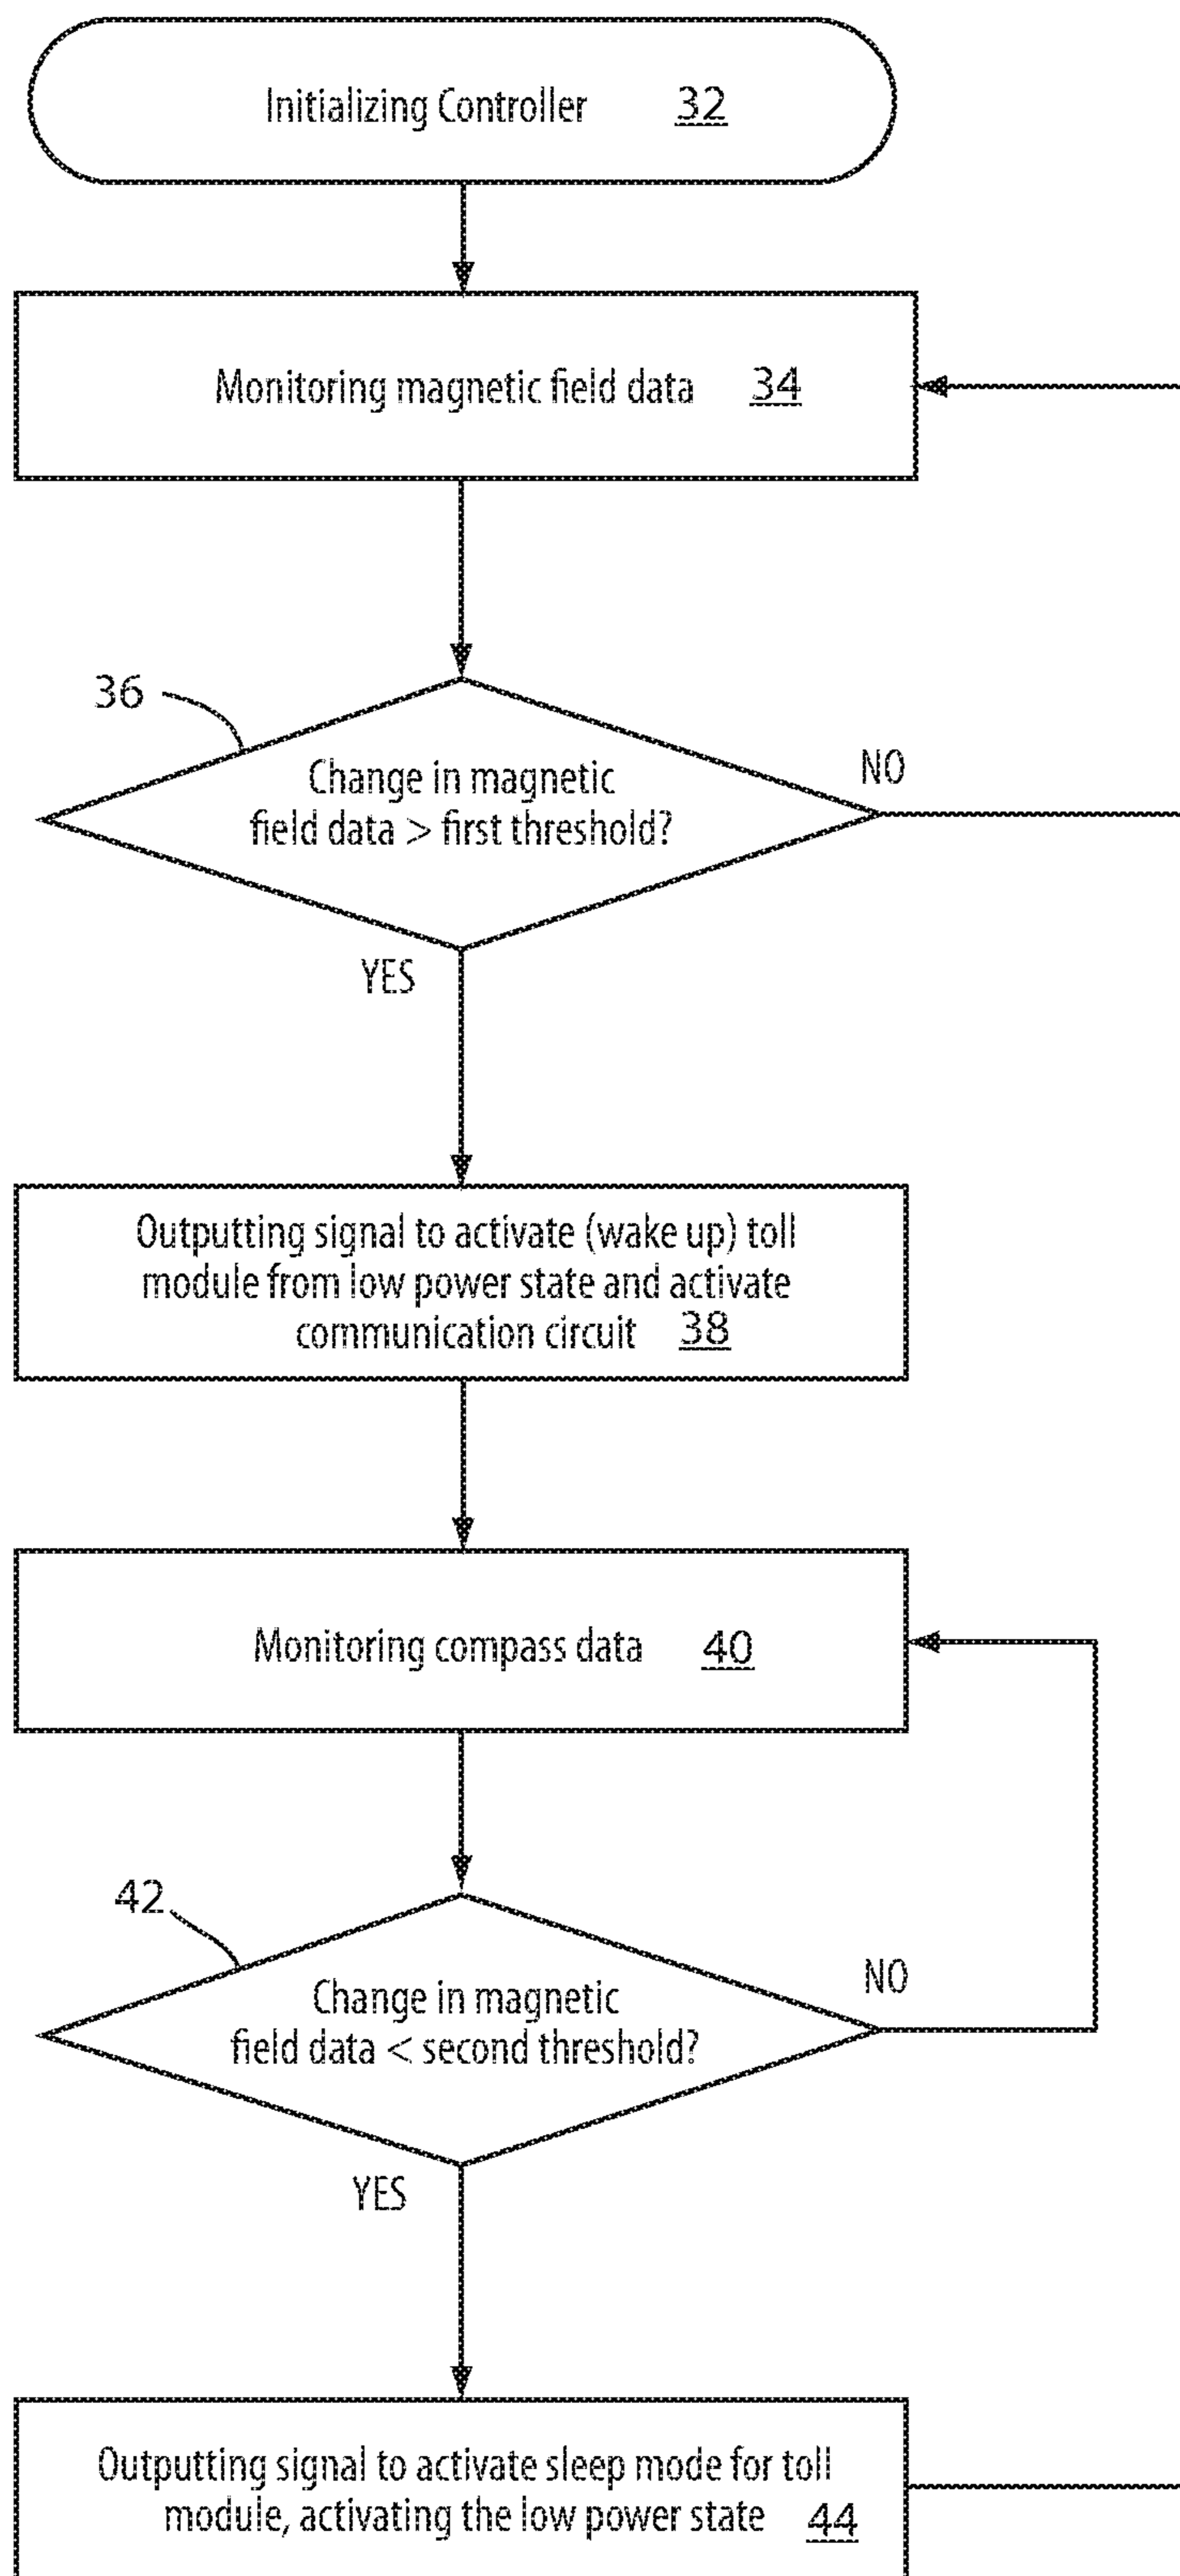 Initializing Controller 32
Monitoring magnetic field data 34
36
Change in magnetic
field data > first threshold?
NO
YES
Outputting signal to activate (wake up) toll
module from low power state and activate
communication circuit 38
Monitoring compass data 40
42
Change in magnetic
field data < second threshold?
NO
YES
Outputting signal to activate sleep mode for toll
module, activating the low power state 44